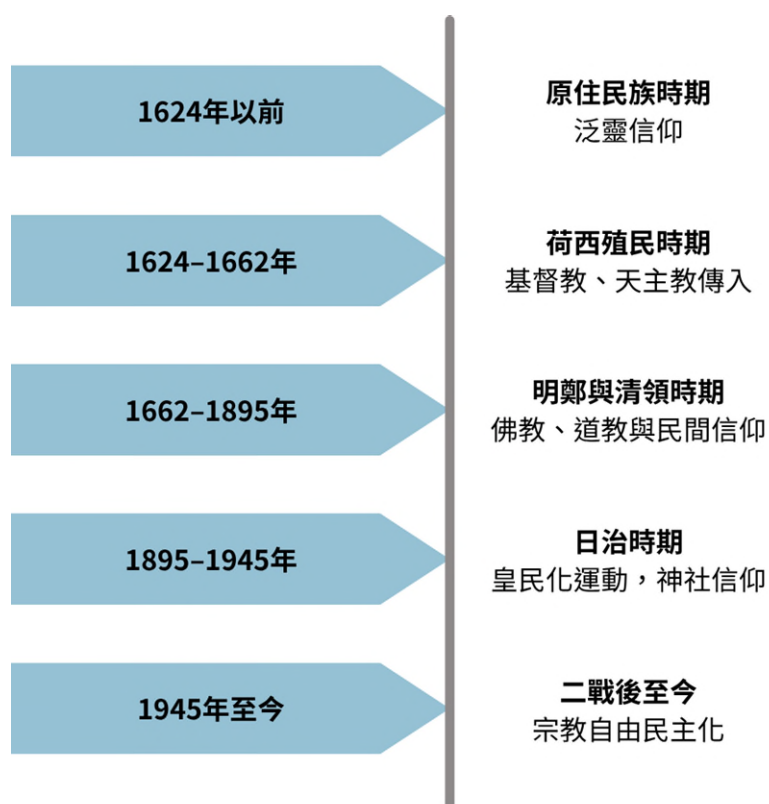 1624年以前
原住民族時期
泛靈信仰
1624–1662年
荷西殖民時期
基督教、天主教傳入
1662–1895年
明鄭與清領時期
佛教、道教與民間信仰
1895–1945年
日治時期
皇民化運動，神社信仰
1945年至今
二戰後至今
宗教自由民主化